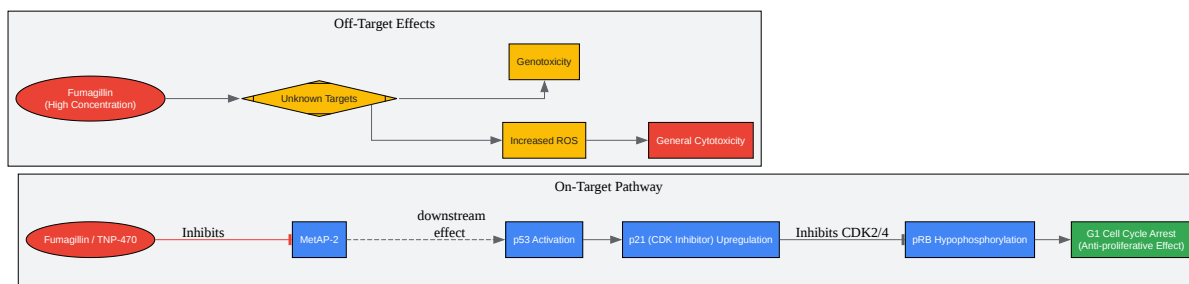 Off-Target Effects
Genotoxicity
Fumagillin
(High Concentration)
Unknown Targets
Increased ROS
General Cytotoxicity
On-Target Pathway
Fumagillin / TNP-470
Inhibits
MetAP-2
downstream
effect
p53 Activation
p21 (CDK Inhibitor) Upregulation
Inhibits CDK2/4
pRB Hypophosphorylation
G1 Cell Cycle Arrest
(Anti-proliferative Effect)